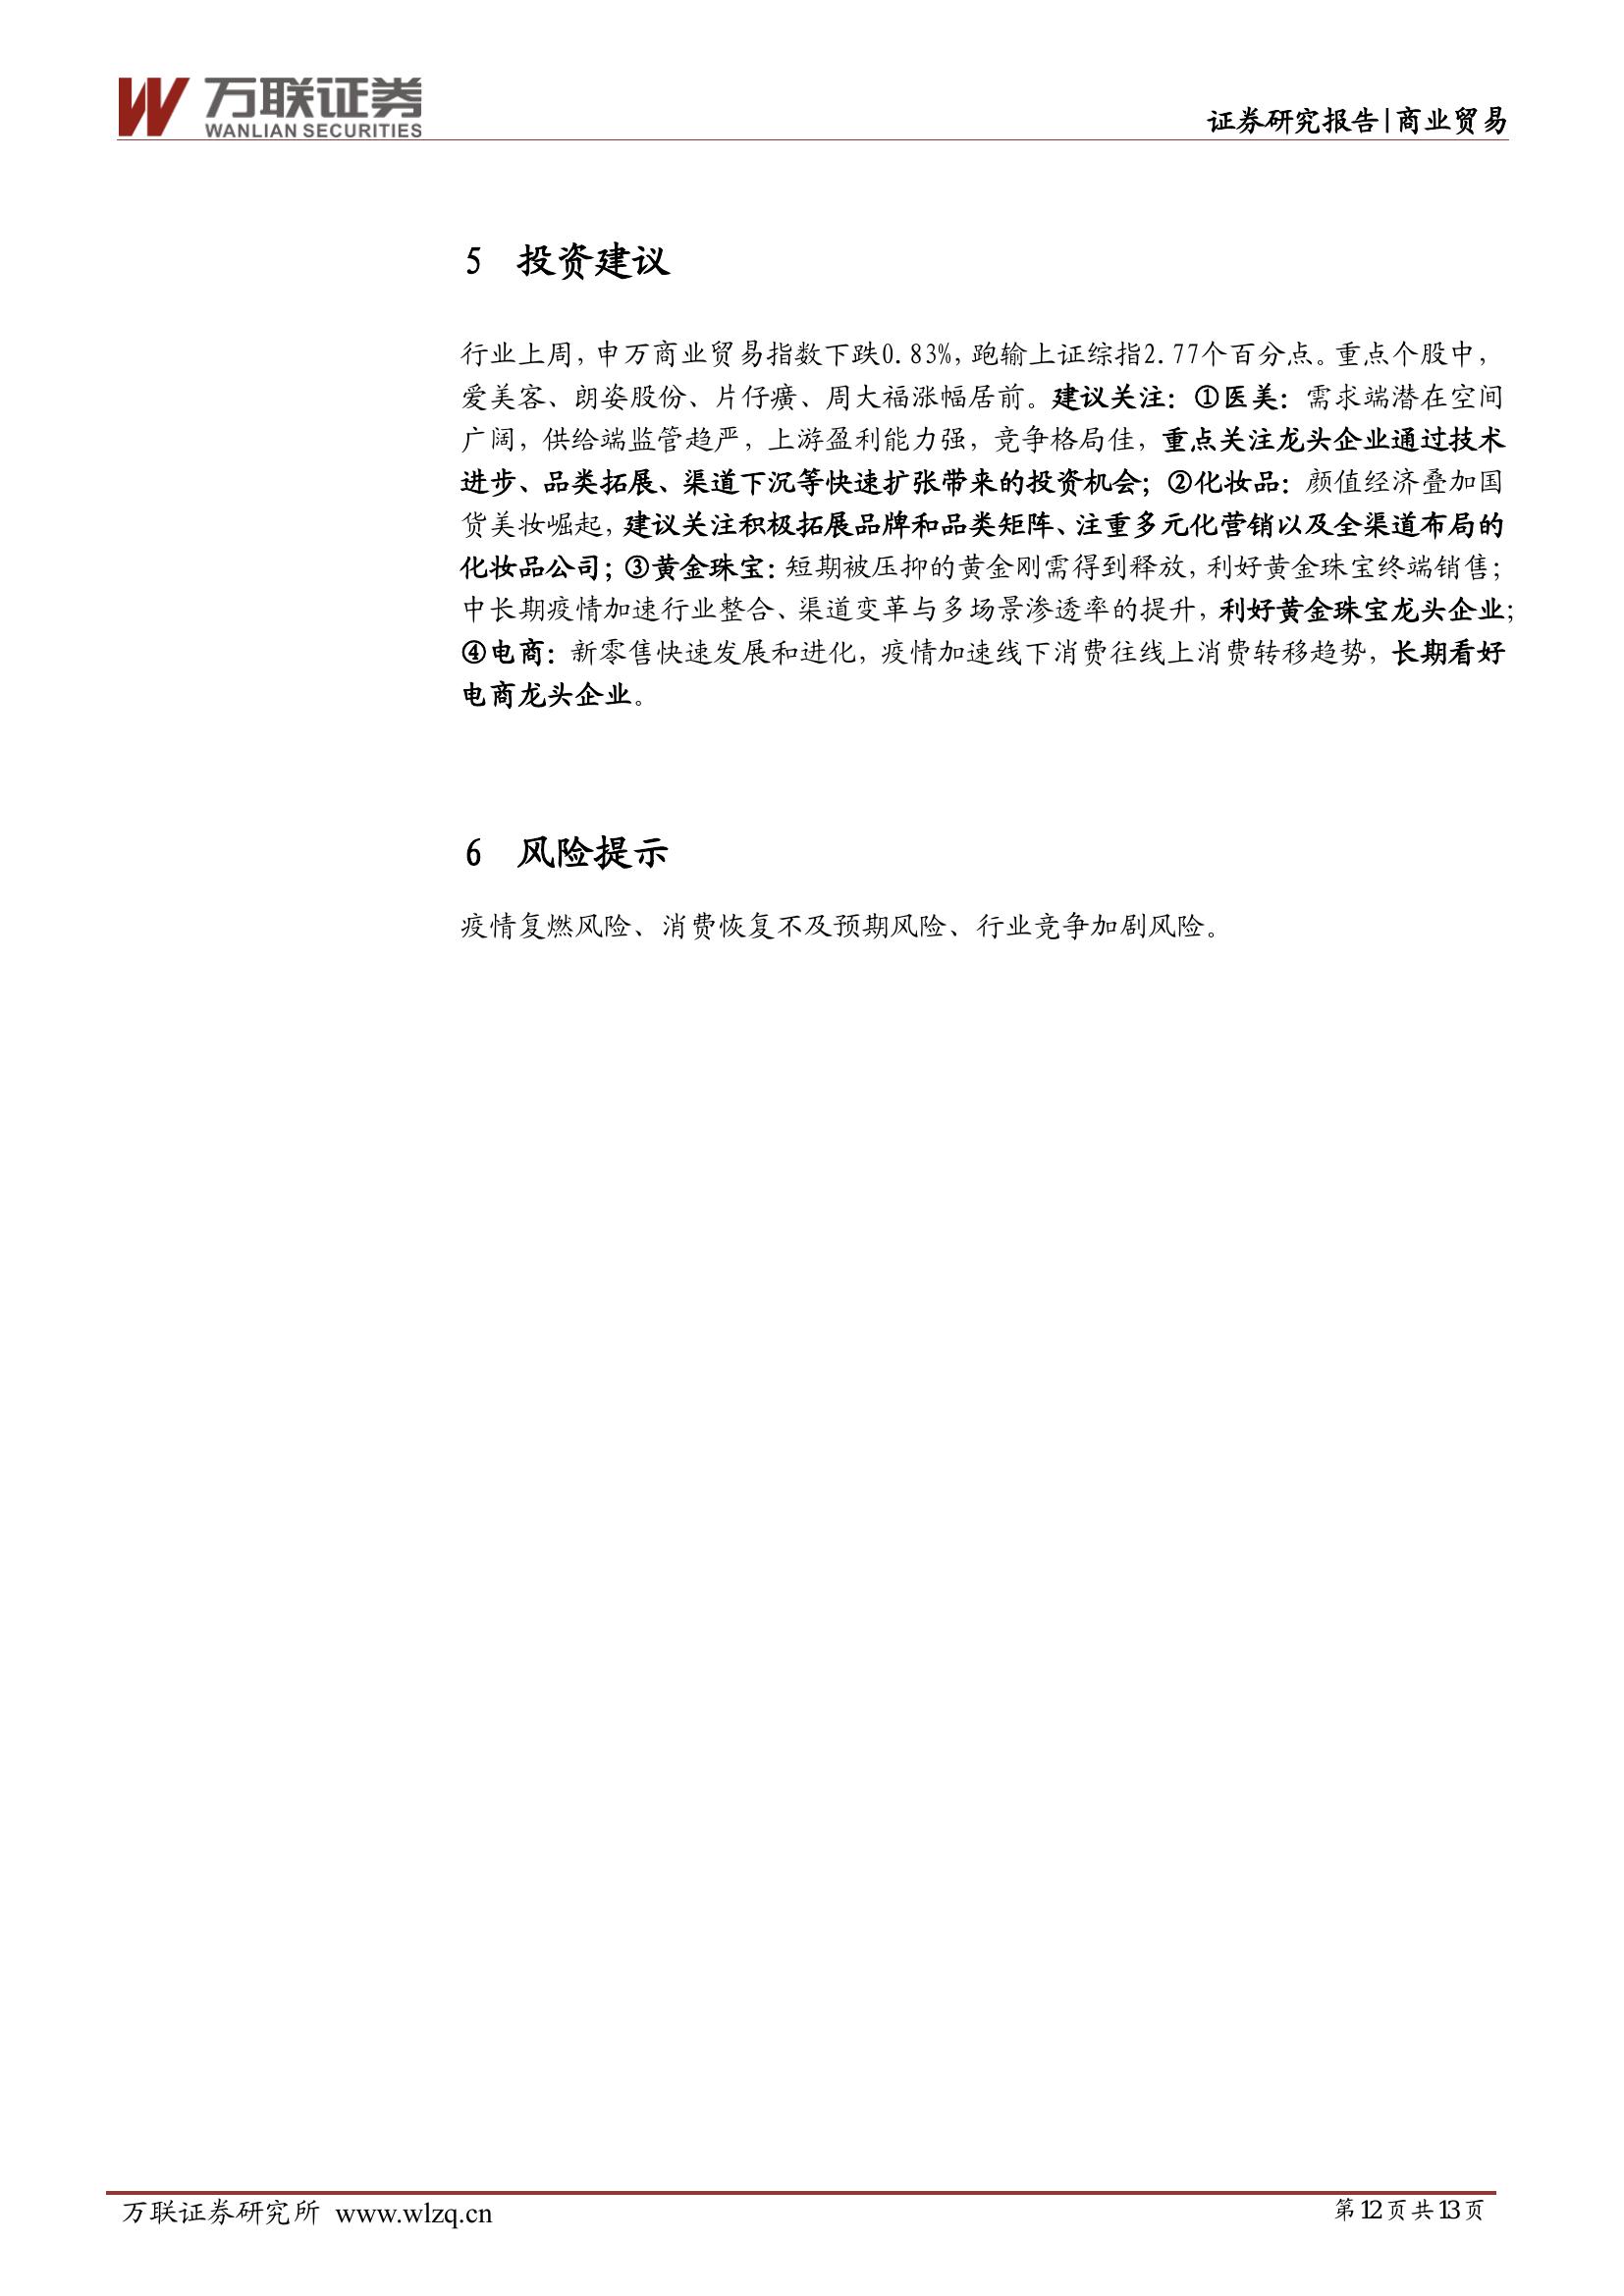 万联证券
WANLIAN SECURITIES
证券研究报告|商业贸易
5 投资建议
行业上周，申万商业贸易指数下跌0.83%，跑输上证综指2.77个百分点。重点个股中，
爱美客、朗姿股份、片仔癀、周大福涨幅居前。建议关注：①医美：需求端潜在空间
广阔，供给端监管趋严，上游盈利能力强，竞争格局佳，重点关注龙头企业通过技术
进步、品类拓展、渠道下沉等快速扩张带来的投资机会；②化妆品：颜值经济叠加国
货美妆崛起，建议关注积极拓展品牌和品类矩阵、注重多元化营销以及全渠道布局的
化妆品公司；③黄金珠宝：短期被压抑的黄金刚需得到释放，利好黄金珠宝终端销售；
中长期疫情加速行业整合、渠道变革与多场景渗透率的提升，利好黄金珠宝龙头企业；
④电商：新零售快速发展和进化，疫情加速线下消费往线上消费转移趋势，长期看好
电商龙头企业。
6 风险提示
疫情复燃风险、消费恢复不及预期风险、行业竞争加剧风险。
万联证券研究所 www.wlzq.cn
第12页共13页